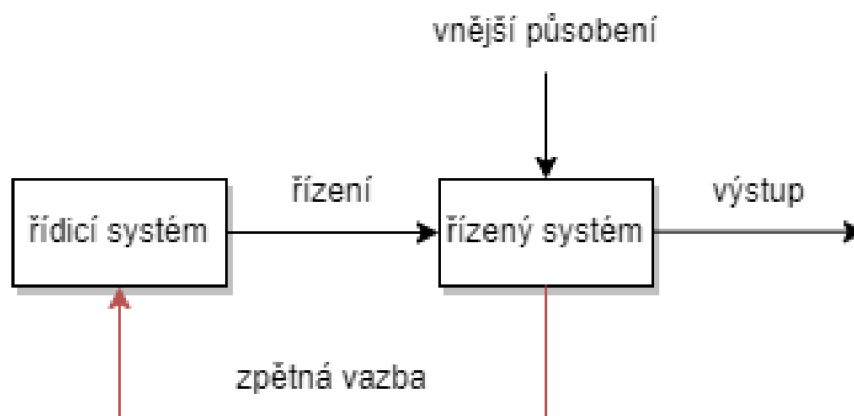 vnější působení
řízení
výstup
řídicí systém
řízený systém
zpětná vazba